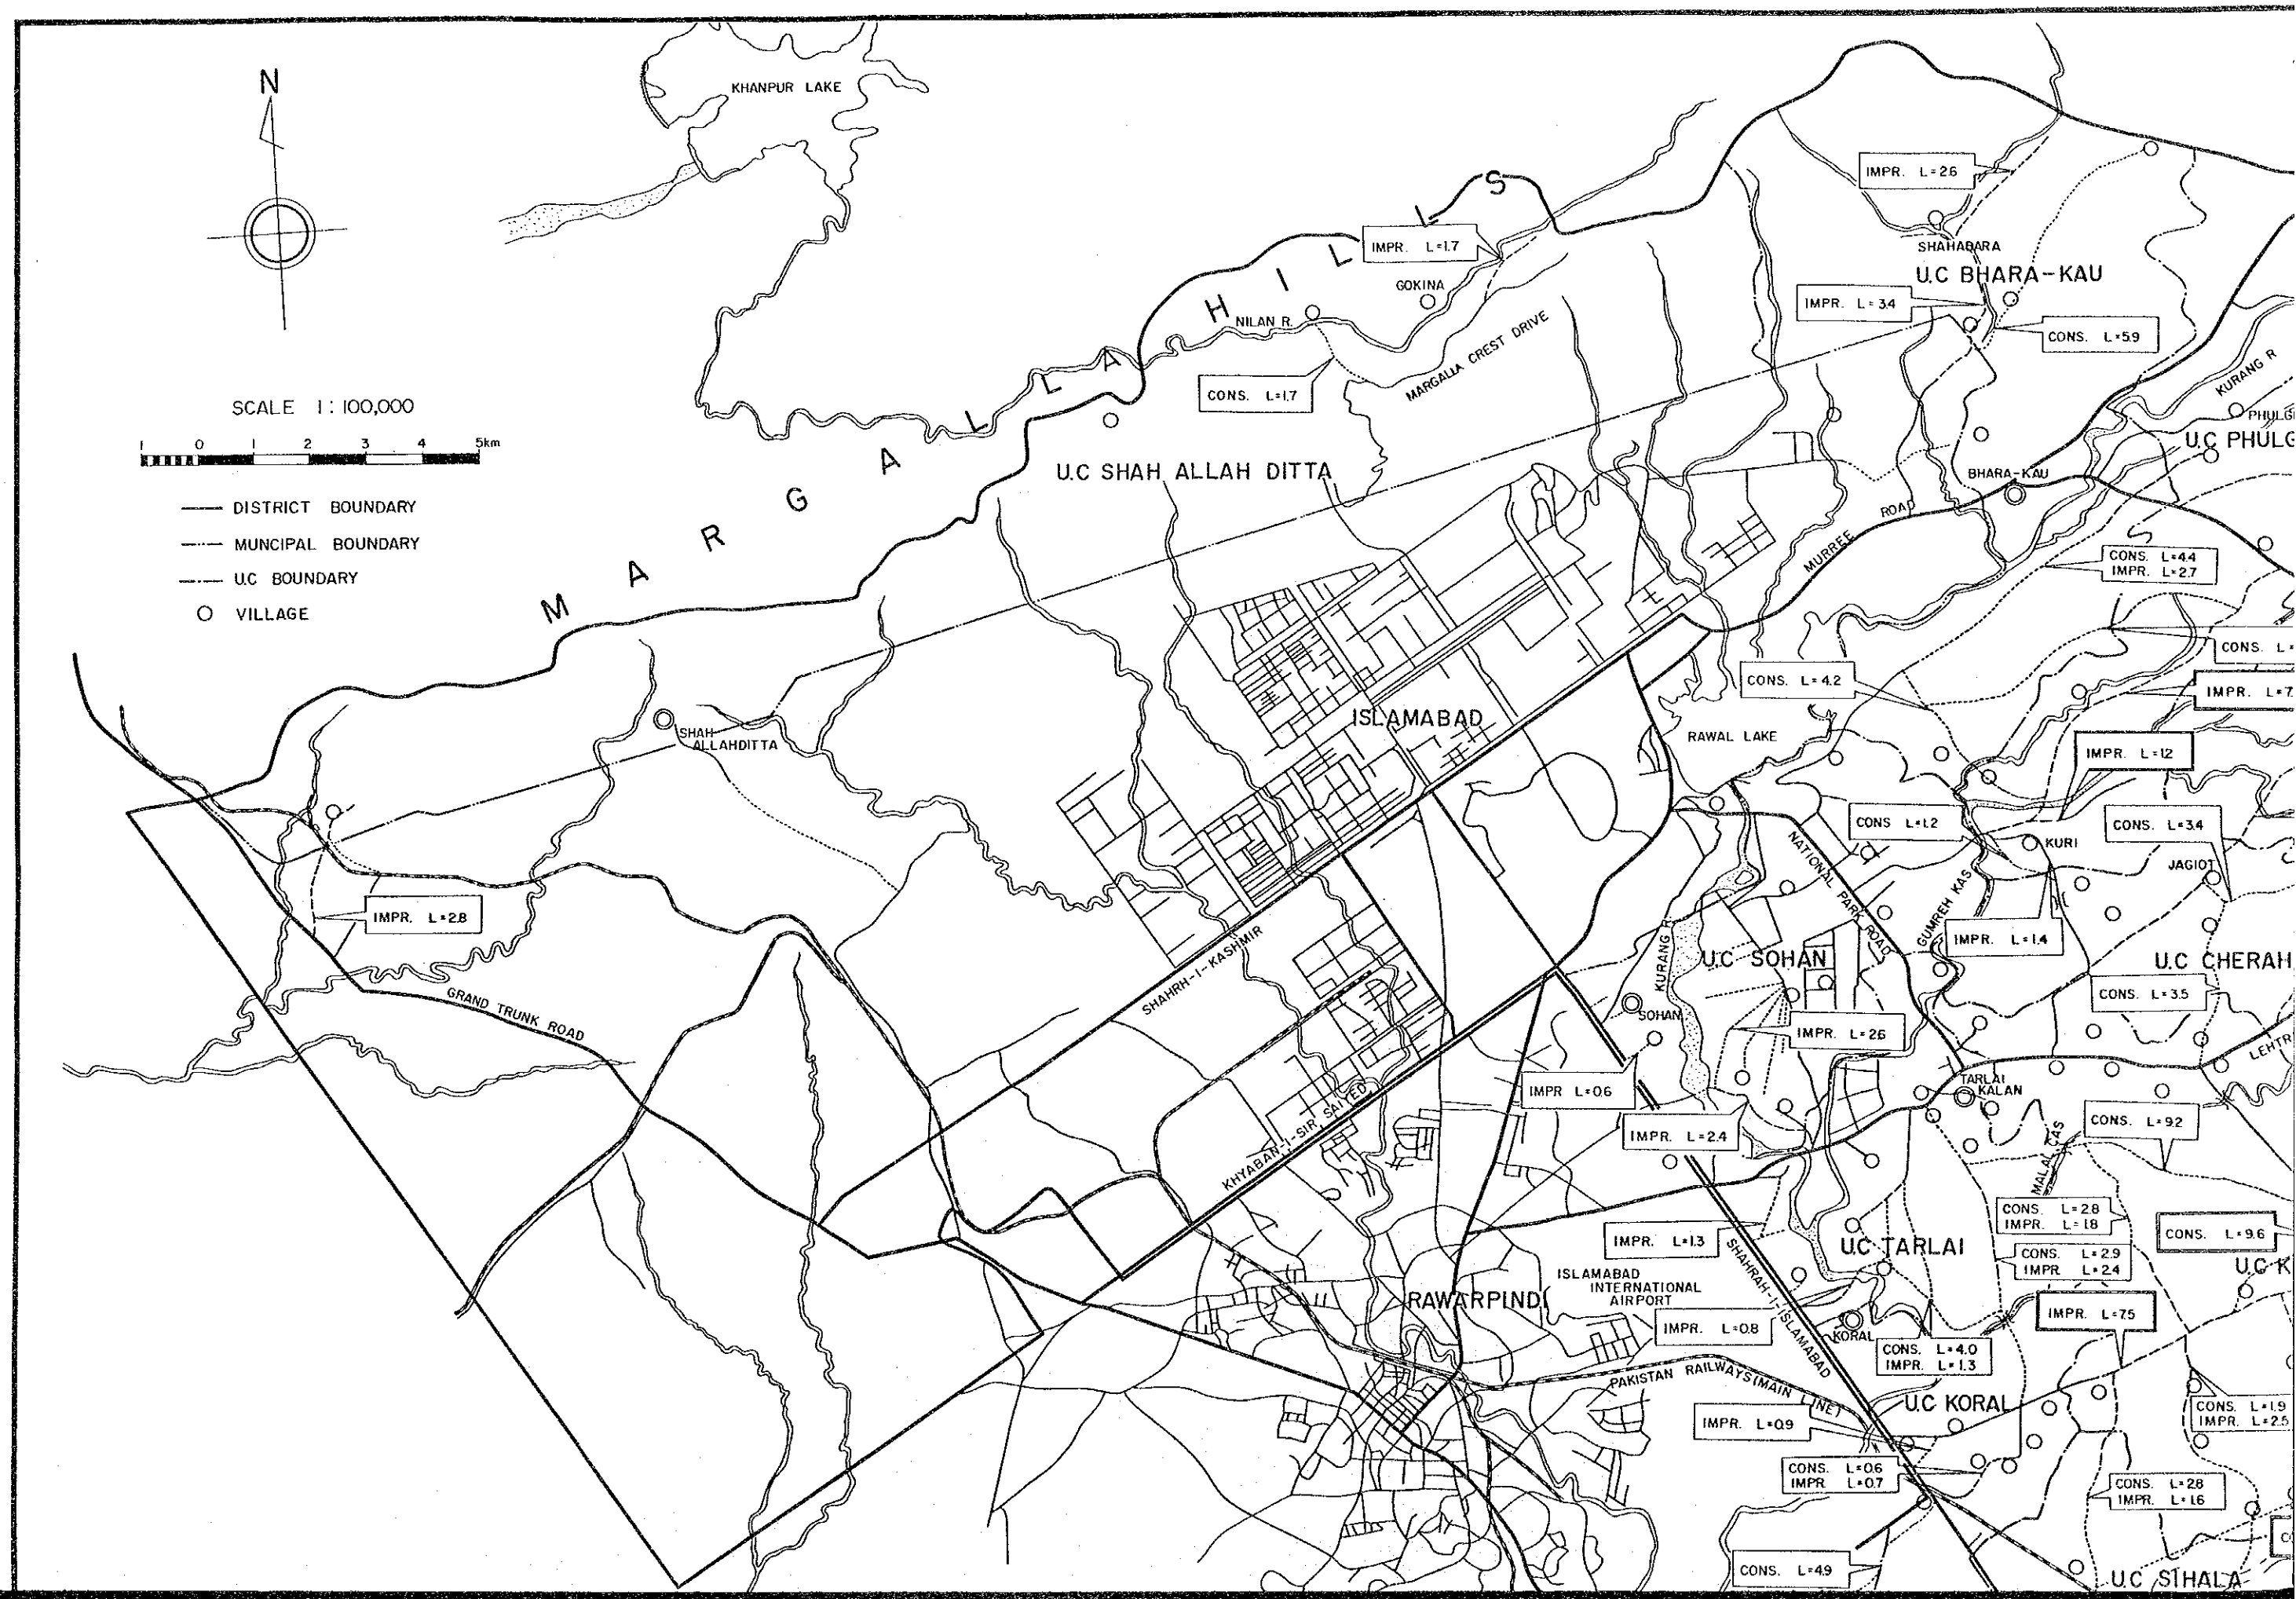 N
KHANPUR LAKE
SCALE 1 : 100,000
1 0 1 2 3 4 5km
DISTRICT BOUNDARY
MUNCIPAL BOUNDARY
U.C BOUNDARY
VILLAGE
MARGALLA HILLS
IMPR. L=2.6
SHAHADARA
U.C BHARA-KAU
IMPR. L=1.7
GOKINA
NILAN R.
IMPR. L=3.4
CONS. L=5.9
CONS. L=1.7
MARGALLA CREST DRIVE
KURANG R
PHULG
U.C PHULG
U.C SHAH ALLAH DITTA
BHARA-KAU
MURREE ROAD
CONS. L=4.4
IMPR. L=2.7
CONS. L=
IMPR. L=7.
CONS. L=4.2
ISLAMABAD
RAWAL LAKE
SHAH
ALLAHDITTA
IMPR. L=12
CONS L=1.2
CONS. L=3.4
KURI
JAGIOT
NATIONAL PARK ROAD
GUMREH KAS
IMPR. L=2.8
IMPR. L=1.4
SHAHRH-I-KASHMIR
KURANG R
U.C SOHAN
U.C CHERAH
CONS. L=3.5
GRAND TRUNK ROAD
SOHAN
IMPR. L=2.6
LEHTR
IMPR L=0.6
TARLAI
KALAN
KHYABAN-I-SIR SAIYED
IMPR. L=2.4
CONS. L=9.2
MALAL CAS
CONS. L=2.8
IMPR. L=1.8
IMPR. L=1.3
CONS. L=9.6
U.C TARLAI
CONS. L=2.9
IMPR. L=2.4
U.C K
SHAHRAH-I-ISLAMABAD
ISLAMABAD
INTERNATIONAL
AIRPORT
RAWARPINDI
IMPR. L=7.5
IMPR. L=0.8
KORAL
CONS. L=4.0
IMPR. L=1.3
PAKISTAN RAILWAYS (MAIN LINE)
U.C KORAL
CONS. L=1.9
IMPR. L=2.5
IMPR. L=0.9
CONS. L=0.6
IMPR L=0.7
CONS. L=2.8
IMPR. L=1.6
CONS. L=4.9
U.C SIHALA